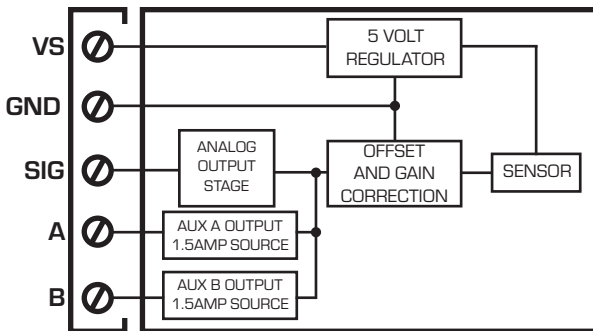 VS
5 VOLT
REGULATOR
GND
SIG
ANALOG
OUTPUT
STAGE
OFFSET
AND GAIN
CORRECTION
SENSOR
A
AUX A OUTPUT
1.5AMP SOURCE
B
AUX B OUTPUT
1.5AMP SOURCE